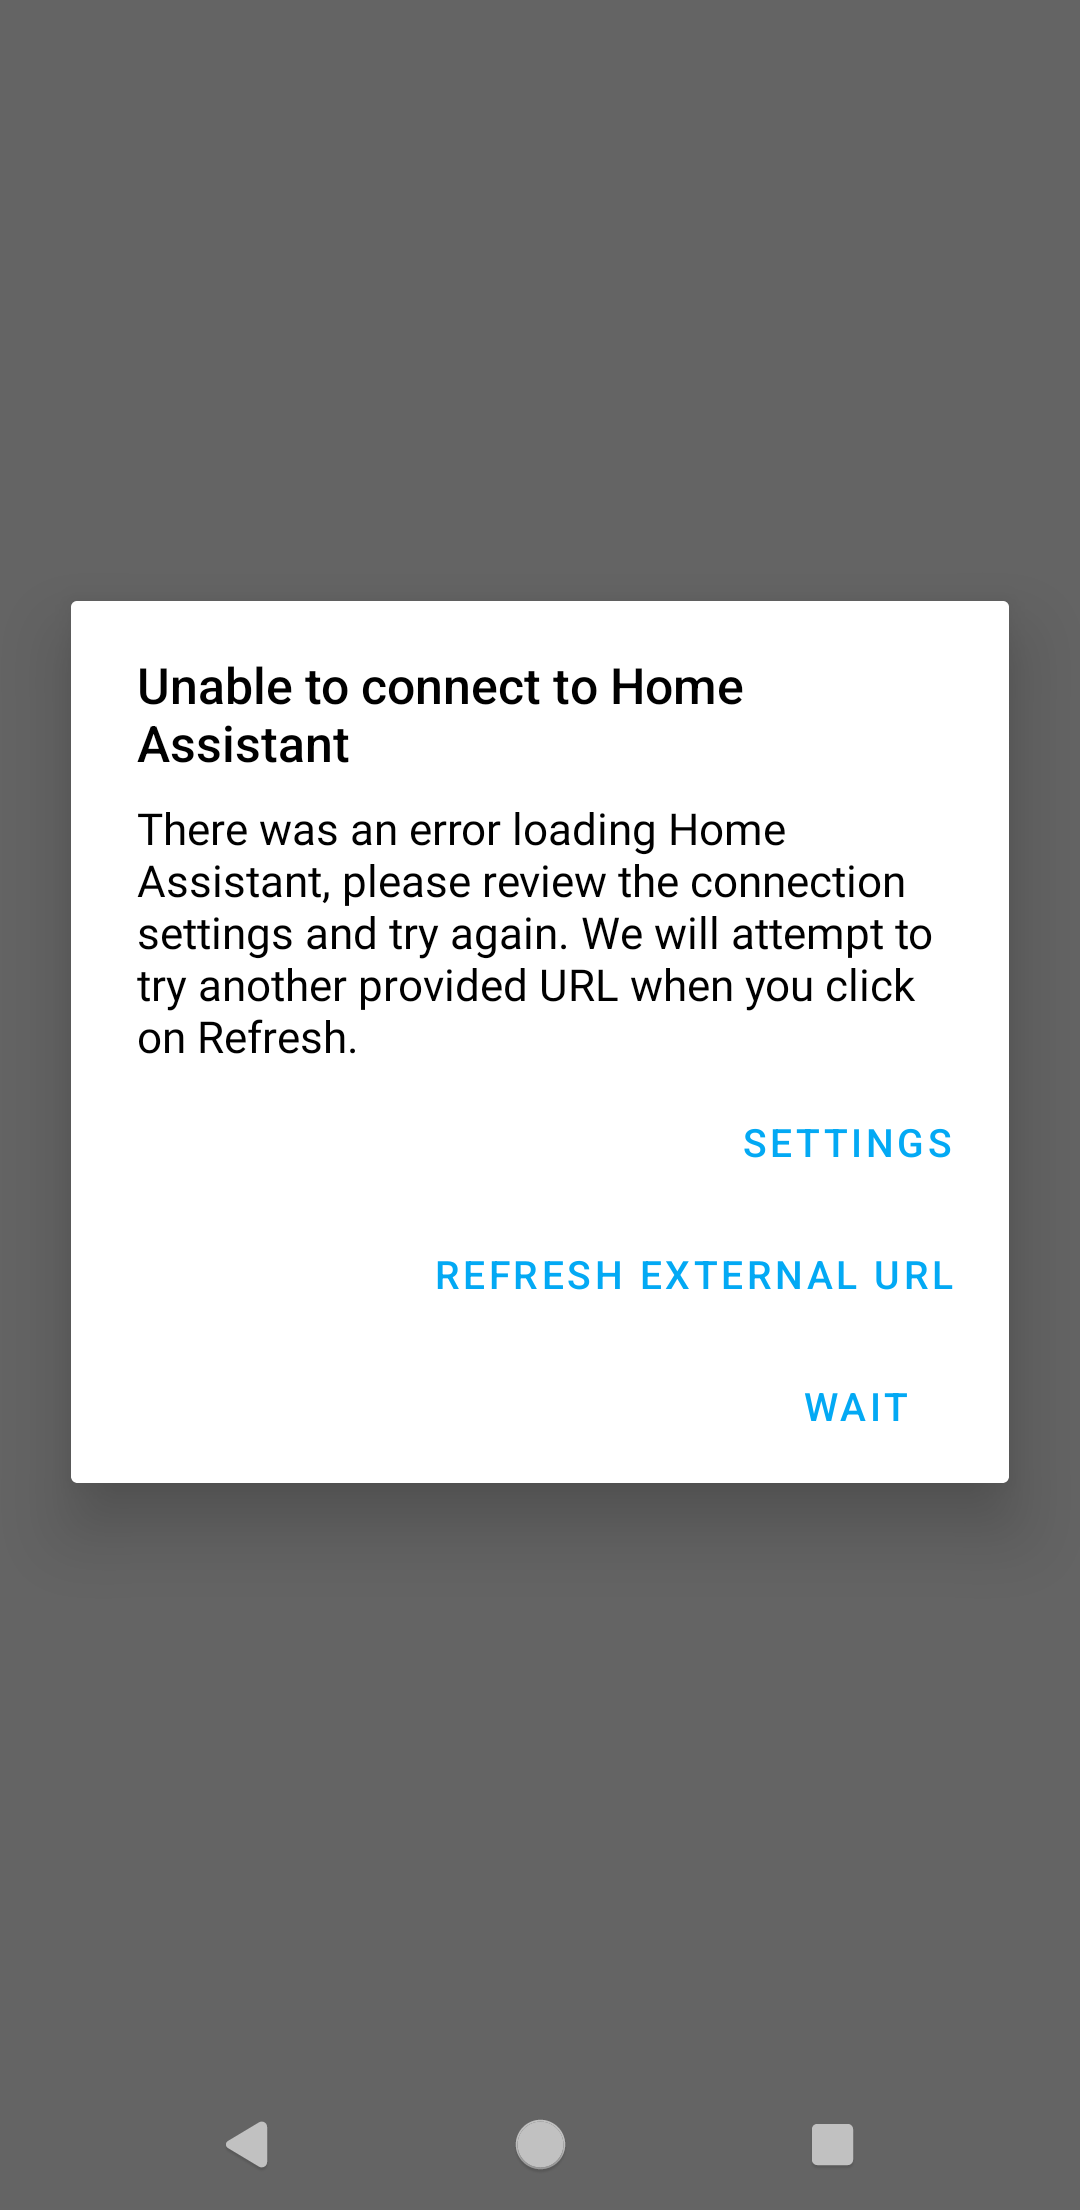 Unable to connect to Home
Assistant
There was an error loading Home
Assistant, please review the connection
settings and try again. We will attempt to
try another provided URL when you click
on Refresh.
SETTINGS
REFRESH EXTERNAL URL
WAIT